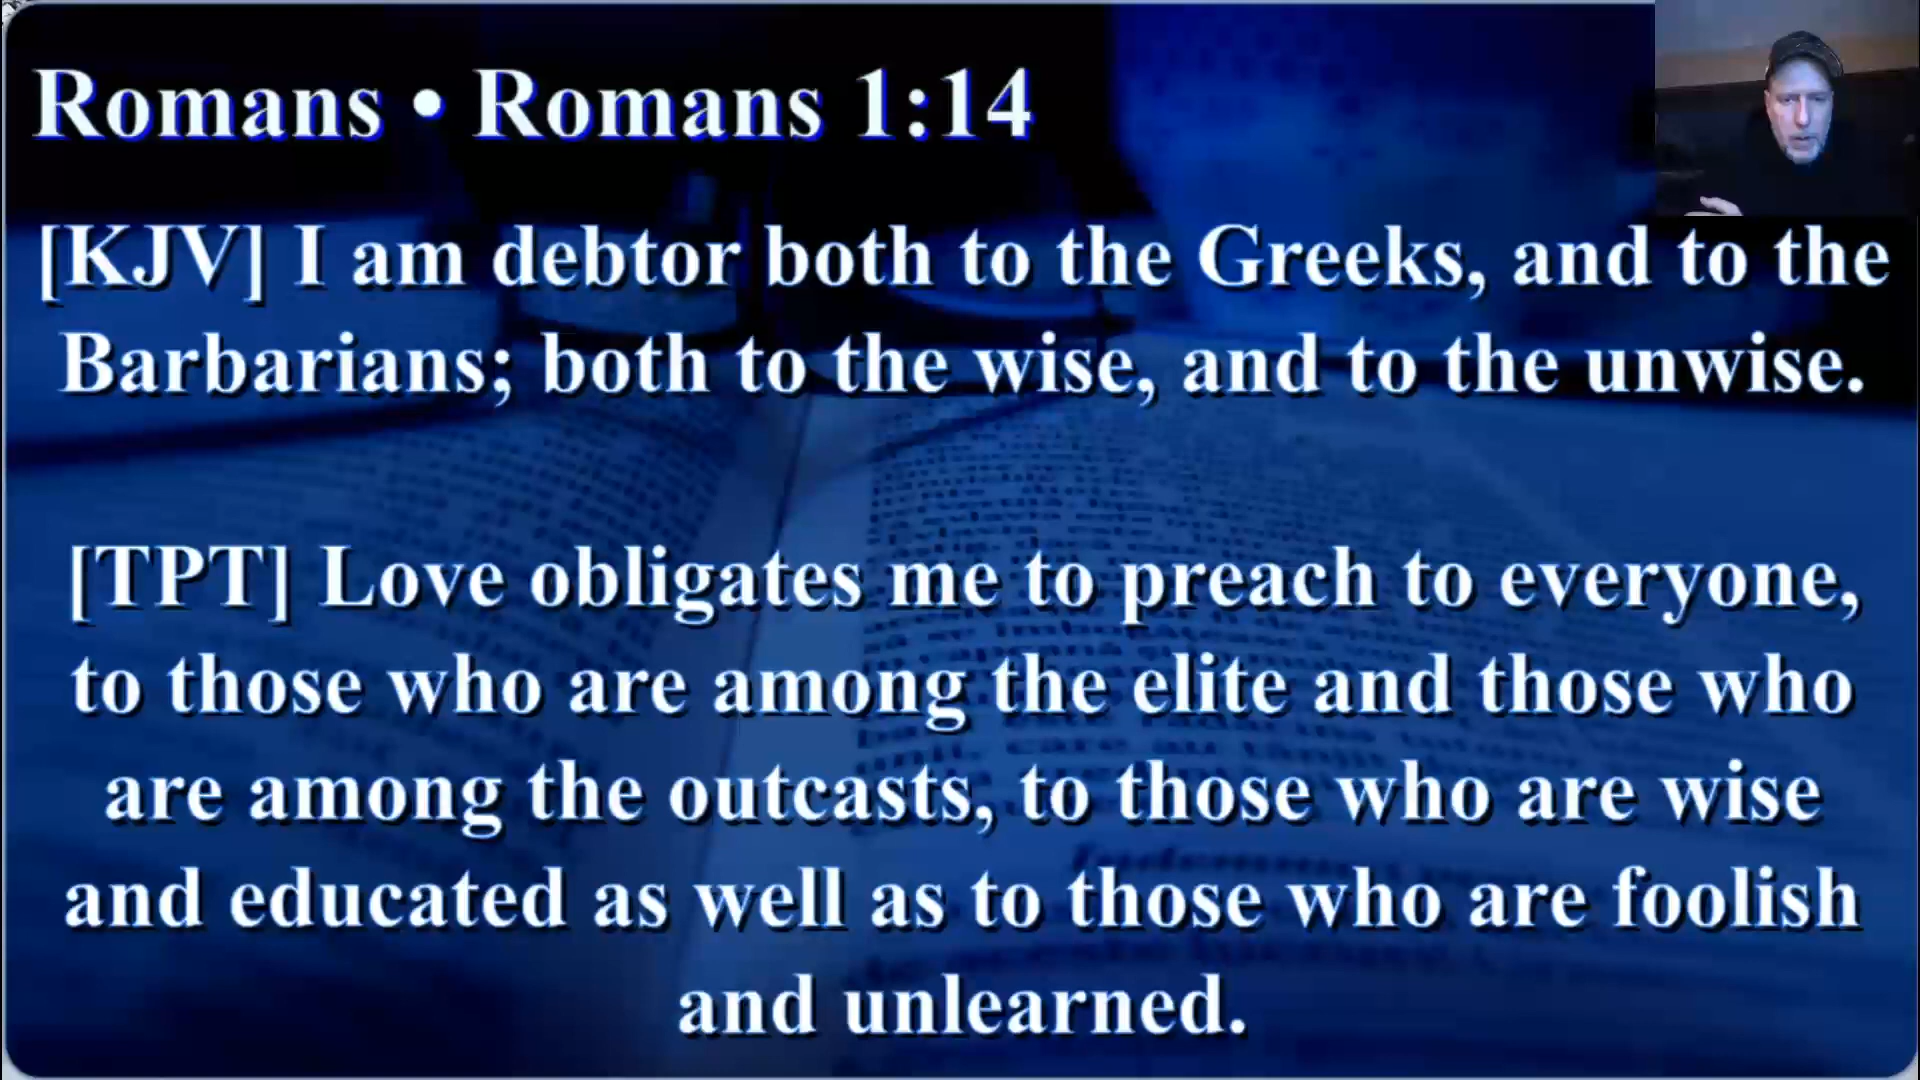 Romans • Romans 1:14
[KJV] I am debtor both to the Greeks, and to the
Barbarians; both to the wise, and to the unwise.
[TPT] Love obligates me to preach to everyone,
to those who are among the elite and those who
are among the outcasts, to those who are wise
and educated as well as to those who are foolish
and unlearned.